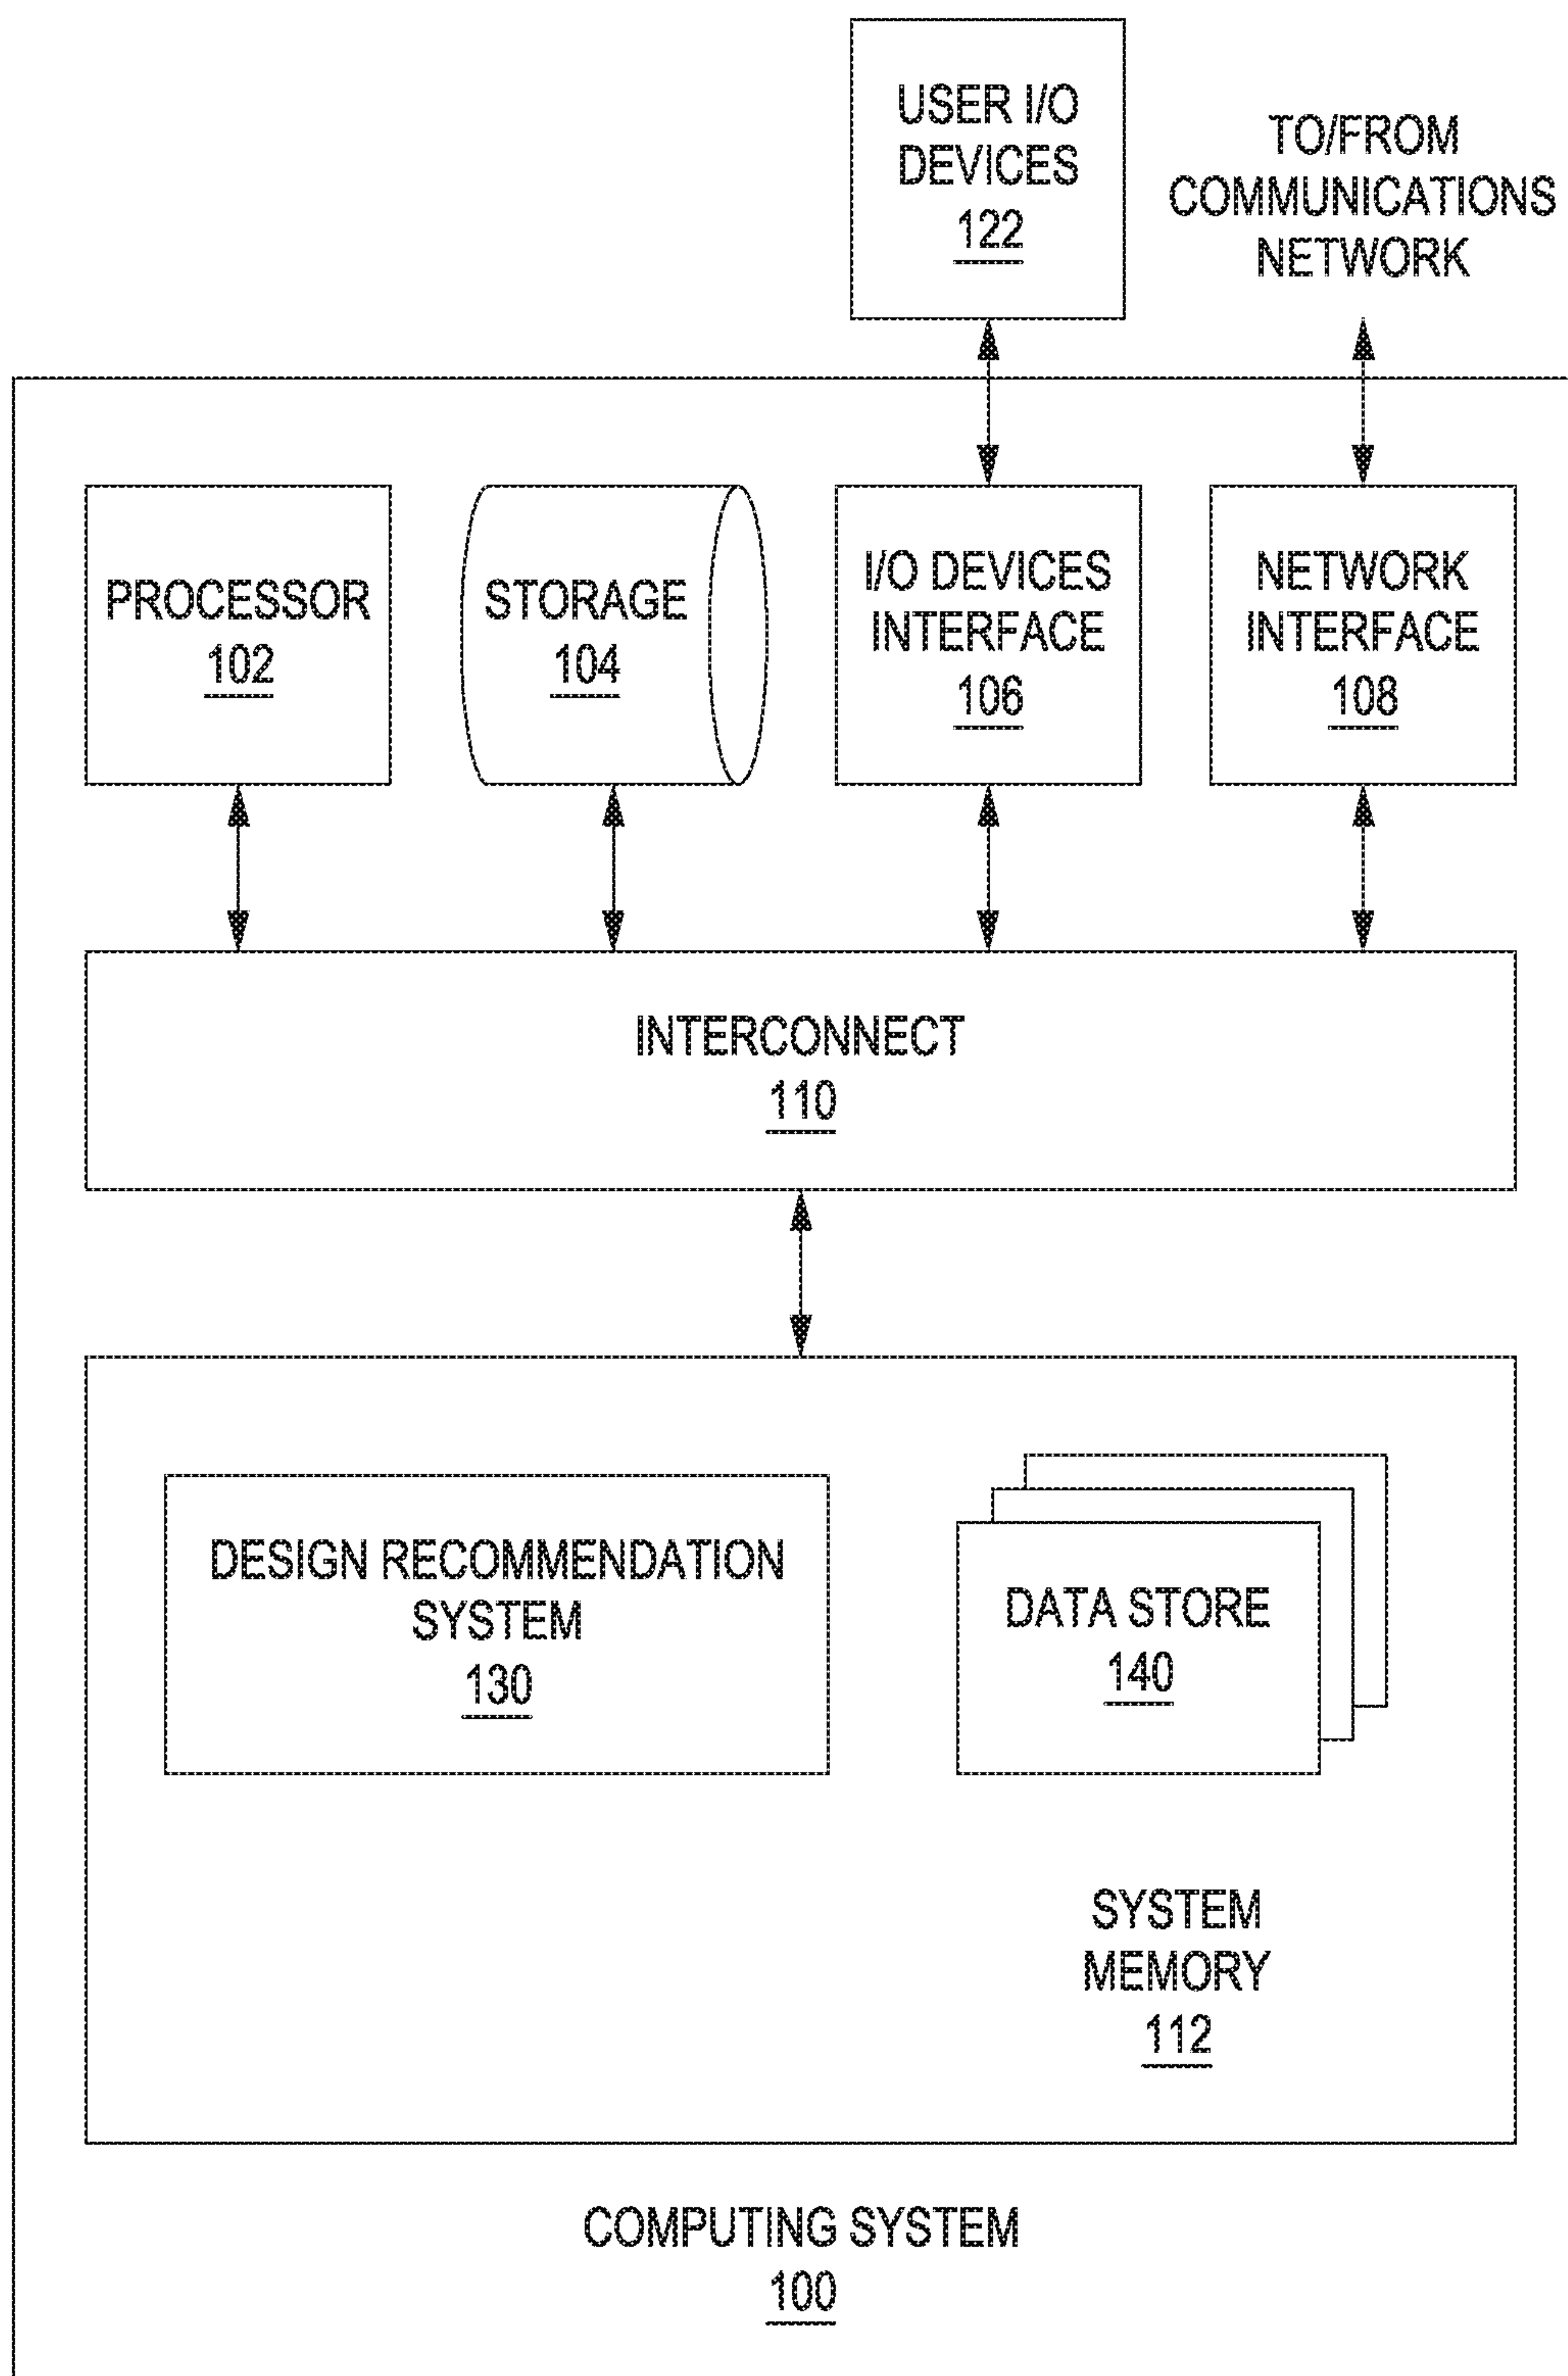 USER I/O
DEVICES
122
TO/FROM
COMMUNICATIONS
NETWORK
PROCESSOR
102
STORAGE
104
I/O DEVICES
INTERFACE
106
NETWORK
INTERFACE
108
INTERCONNECT
110
DESIGN RECOMMENDATION
SYSTEM
130
DATA STORE
140
SYSTEM
MEMORY
112
COMPUTING SYSTEM
100